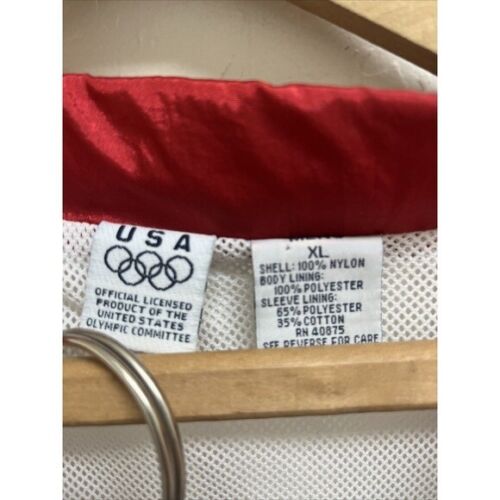 USA
OFFICIAL LICENSED
PRODUCT OF THE
UNITED STATES
OLYMPIC COMMITTEE
XL
SHELL: 100% NYLON
BODY LINING:
100% POLYESTER
SLEEVE LINING:
65% POLYESTER
35% COTTON
RN 40875
SEE REVERSE FOR CARE